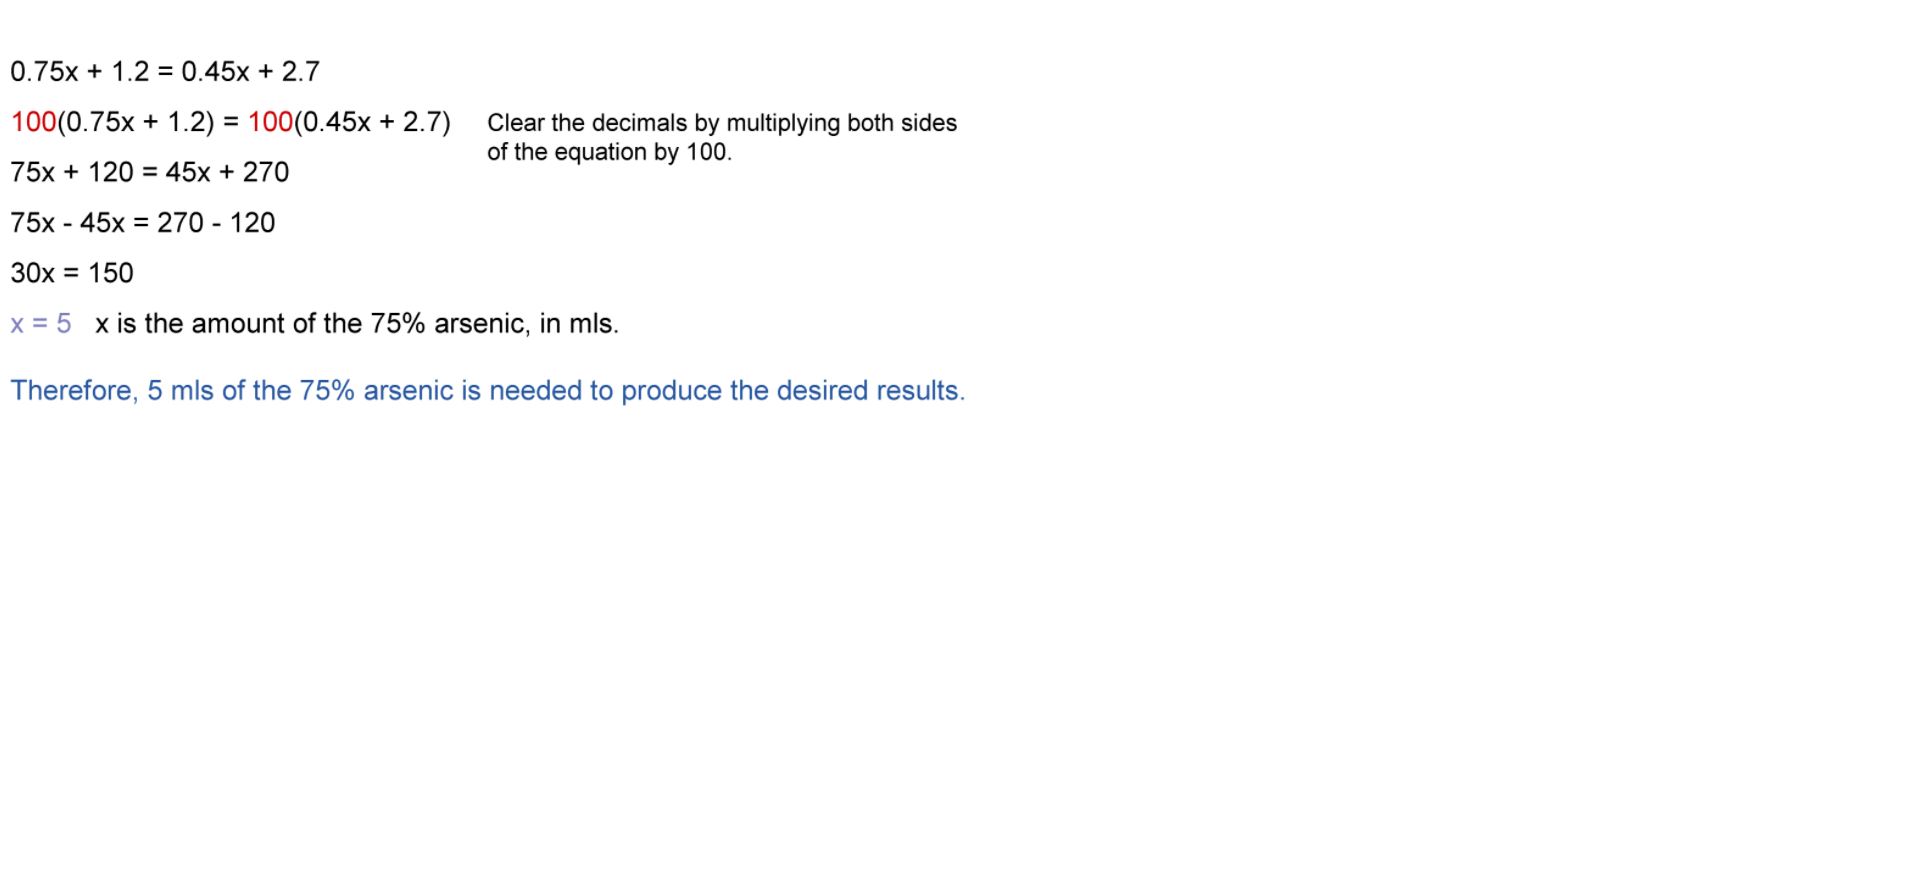 0.75x + 1.2 = 0.45x + 2.7
100(0.75x + 1.2) = 100(0.45x + 2.7)
Clear the decimals by multiplying both sides
of the equation by 100.
75x + 120 = 45x + 270
75x - 45x = 270 - 120
30x = 150
x = 5 x is the amount of the 75% arsenic, in mls.
Therefore, 5 mls of the 75% arsenic is needed to produce the desired results.